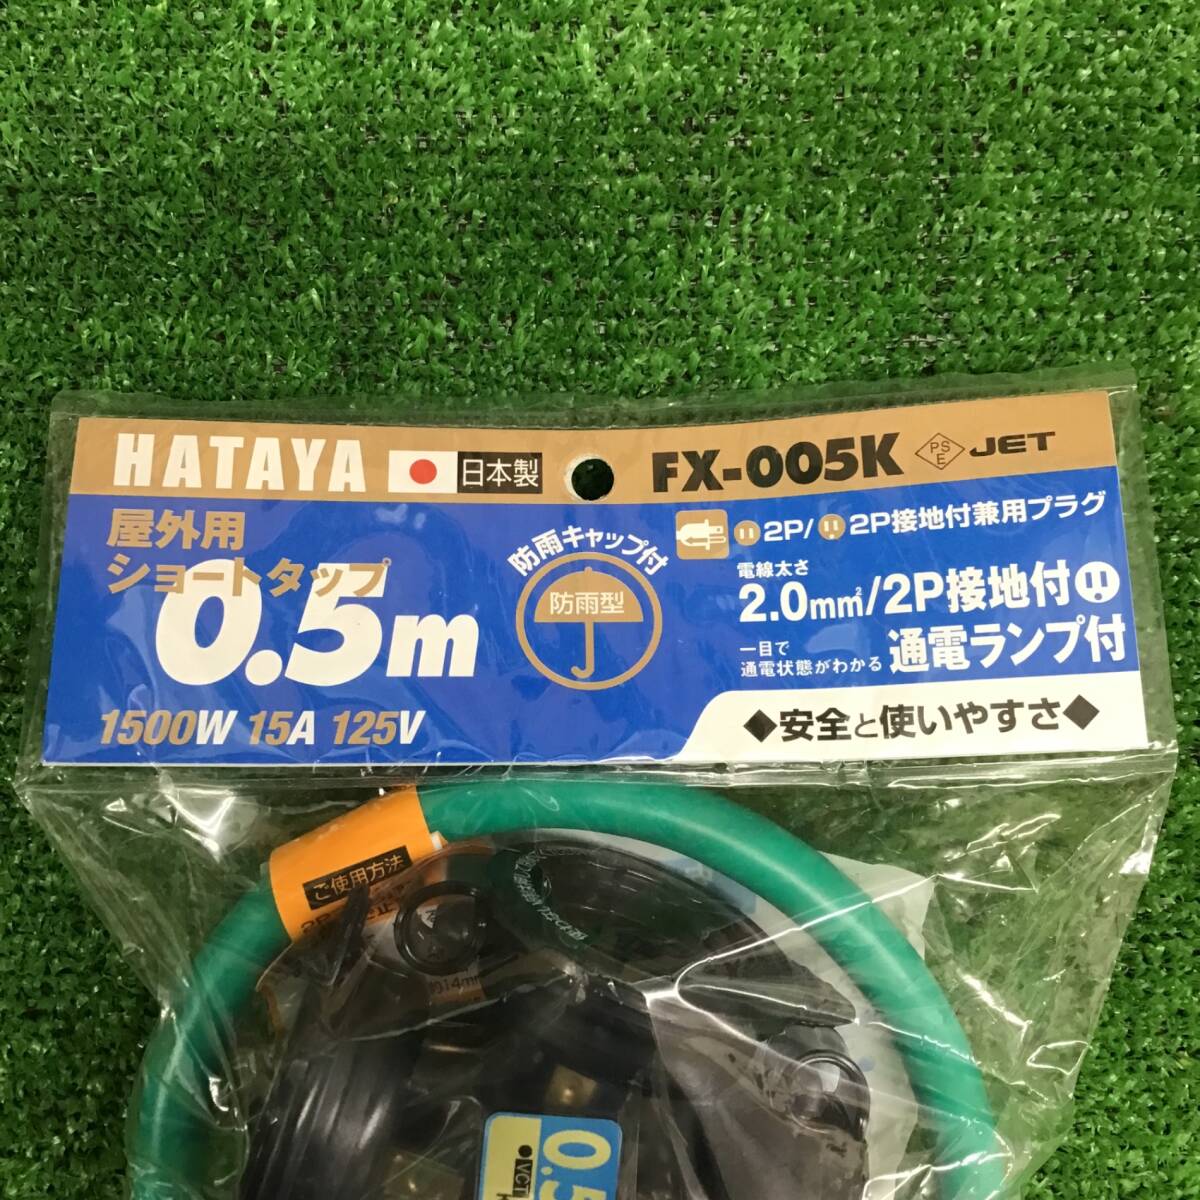 HATAYA
日本製
FX-005K
PS
E
JET
屋外用
ショートタップ
0.5m
1500W 15A 125V
防雨キャップ付
防雨型
2P/ 2P接地付兼用プラグ
電線太さ
2.0mm²/2P接地付
一目で
通電状態がわかる
通電ランプ付
◆安全と使いやすさ◆
ご使用方法
0.5